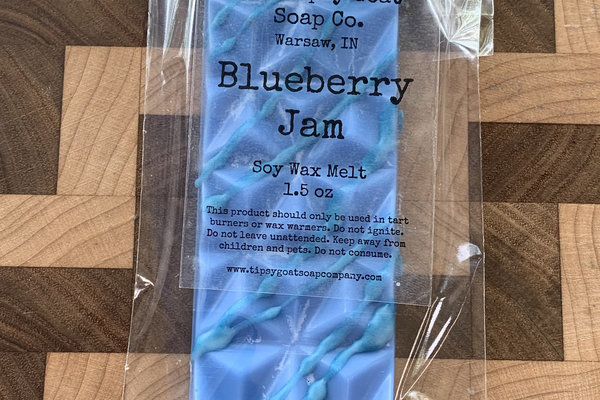 Soap Co.
Warsaw, IN
Blueberry
Jam
Soy Wax Melt
1.5 oz
This product should only be used in tart
burners or wax warmers. Do not ignite.
Do not leave unattended. Keep away from
children and pets. Do not consume.
www.tipsygoatsoapcompany.com